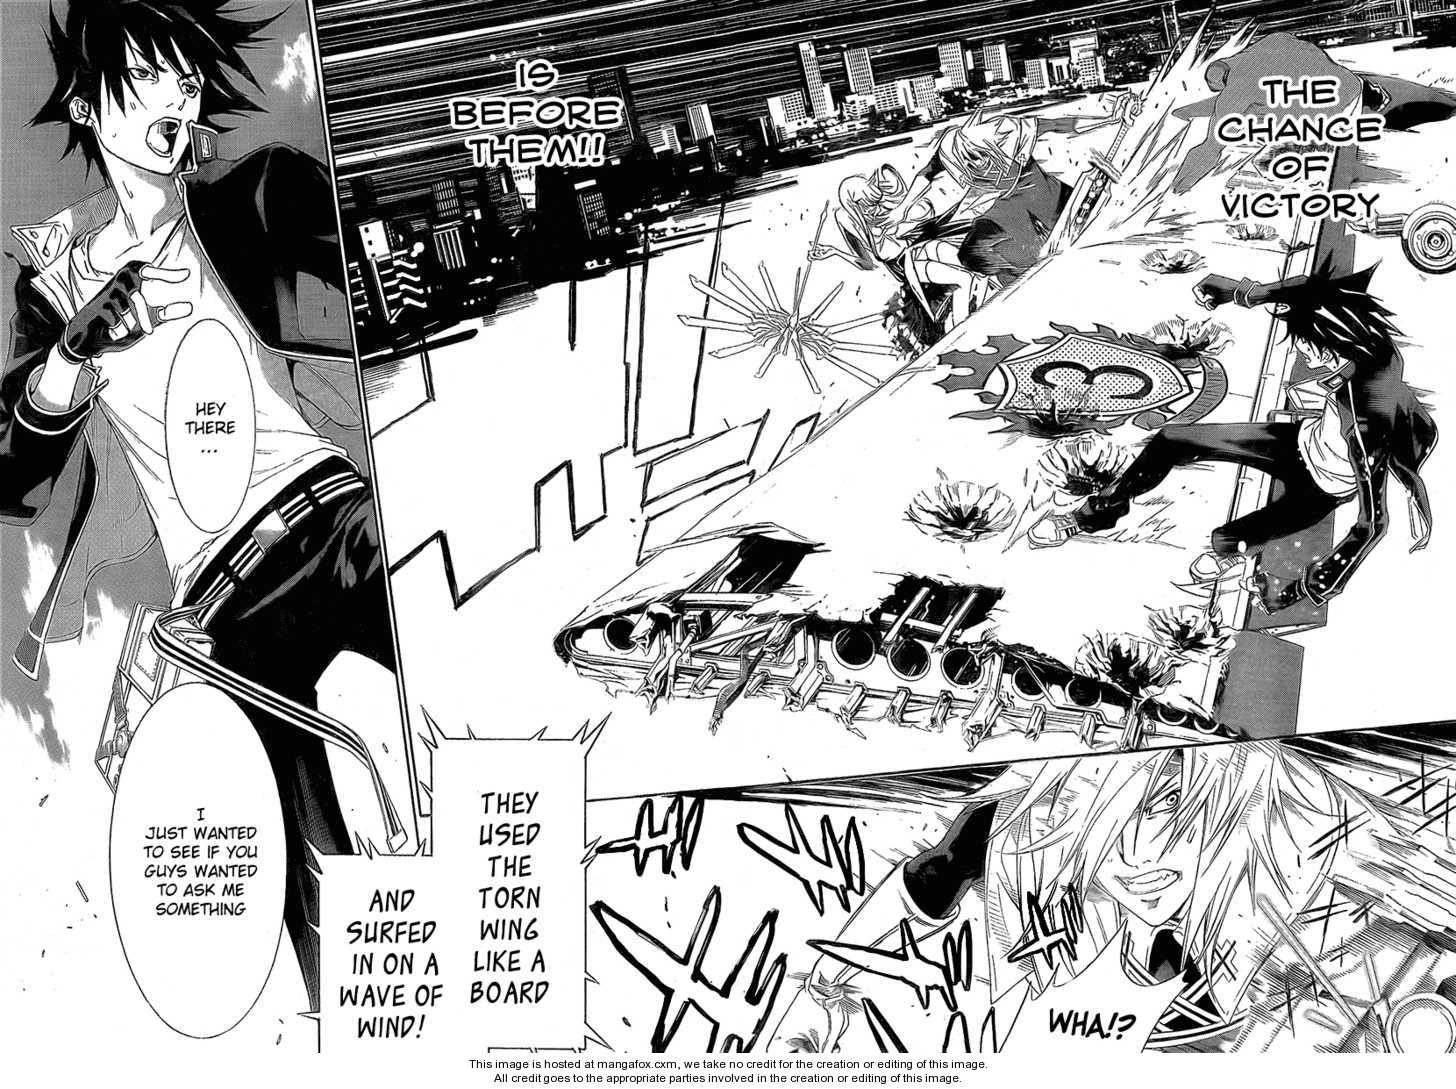 THE
CHANCE
OF
VICTORY
IS
BEFORE
THEM!!
3
WHA!?
THEY
USED
THE
TORN
WING
LIKE A
BOARD
AND
SURFED
IN ON A
WAVE OF
WIND!
HEY
THERE
...
I
JUST WANTED
TO SEE IF YOU
GUYS WANTED
TO ASK ME
SOMETHING
This image is hosted at mangafox.cxm, we take no credit for the creation or editing of this image.
All credit goes to the appropriate parties involved in the creation or editing of this image.